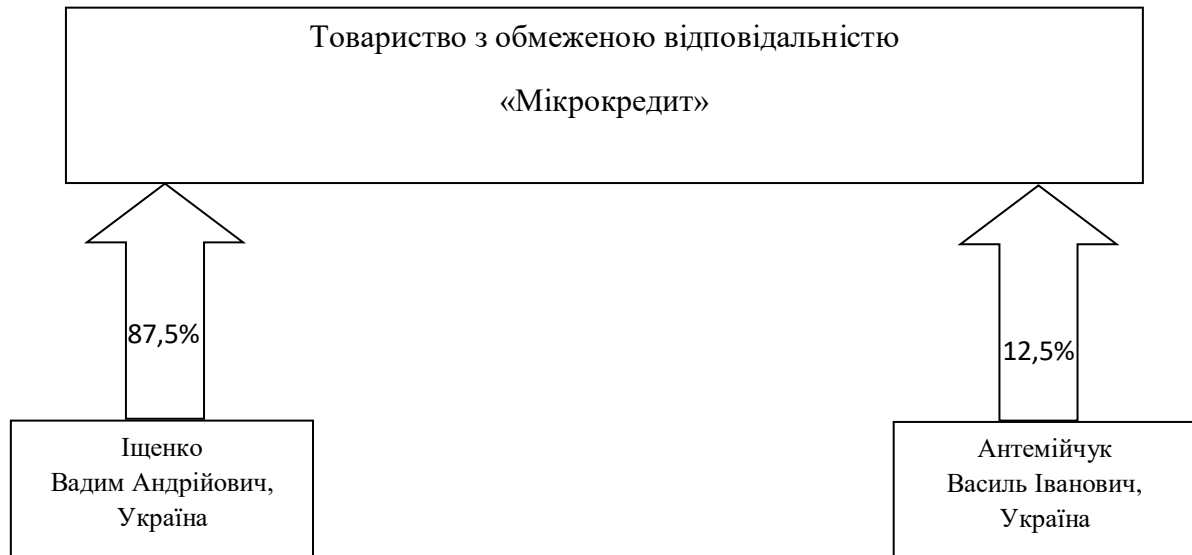 Товариство з обмеженою відповідальністю
«Мікрокредит»
87,5%
12,5%
Іщенко
Вадим Андрійович,
Україна
Антемійчук
Василь Іванович,
Україна